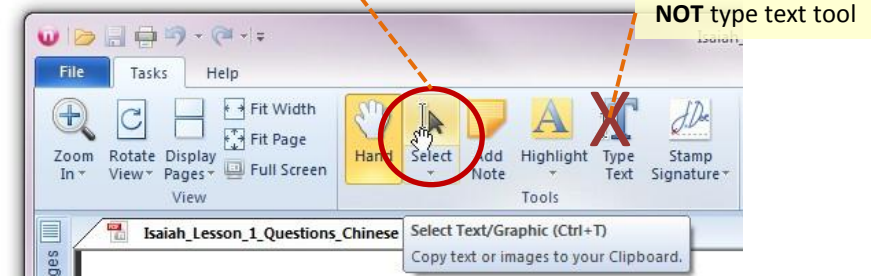 NOT type text tool
Isaiah_
File Tasks Help
Zoom In
Rotate View
Display Pages
Fit Width
Fit Page
Full Screen
View
Hand
Select
Add Note
Highlight
Type Text
Stamp Signature
Tools
Isaiah_Lesson_1_Questions_Chinese
Select Text/Graphic (Ctrl+T)
Copy text or images to your Clipboard.